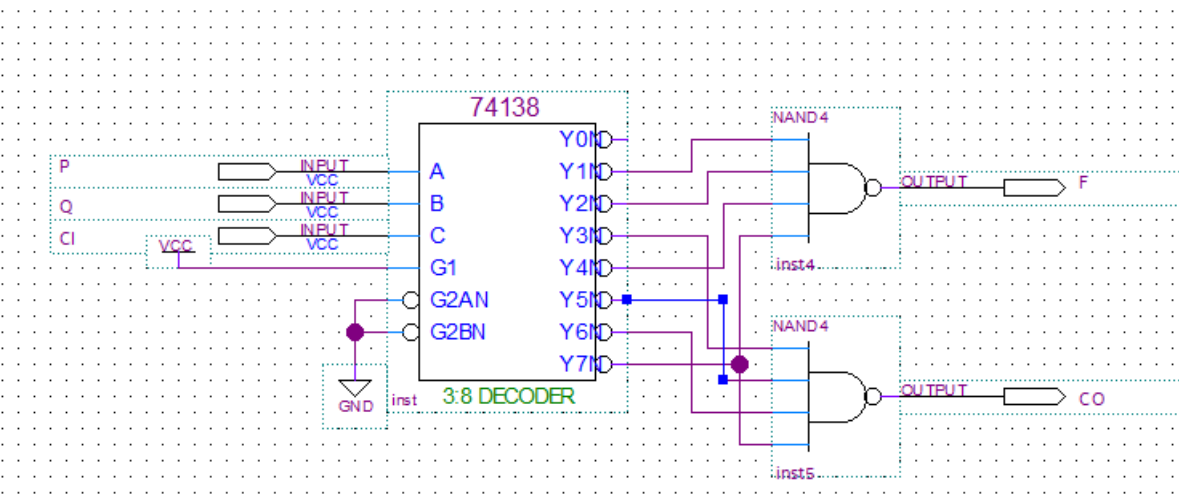 74138
NAND4
Y0N
P
INPUT
VCC
A
Y1N
Q
INPUT
VCC
B
Y2N
OUTPUT
F
CI
INPUT
VCC
C
Y3N
VCC
G1
Y4N
inst4
G2AN
Y5N
G2BN
Y6N
NAND4
Y7N
GND
inst
3:8 DECODER
OUTPUT
CO
inst5